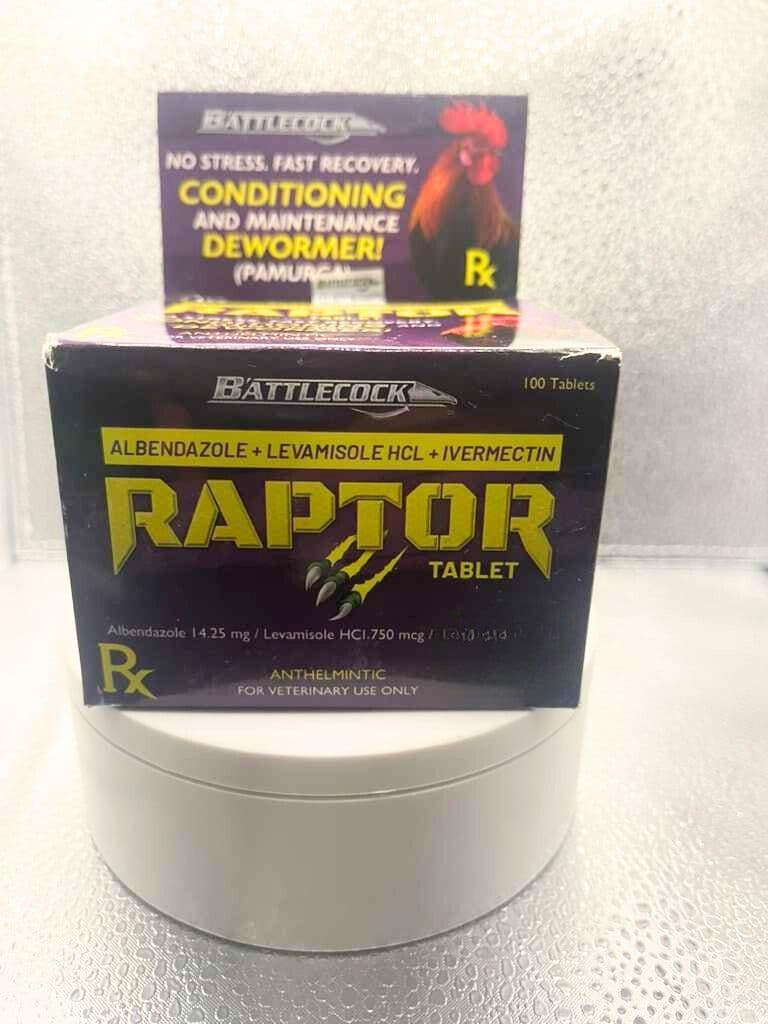 BATTLECOCK
NO STRESS. FAST RECOVERY.
CONDITIONING
AND MAINTENANCE
DEWORMER!
Rx
BATTLECOCK
100 Tablets
ALBENDAZOLE + LEVAMISOLE HCL + IVERMECTIN
RAPTOR
TABLET
Albendazole 14.25 mg / Levamisole HCl.750 mcg /
Rx
ANTHELMINTIC
FOR VETERINARY USE ONLY